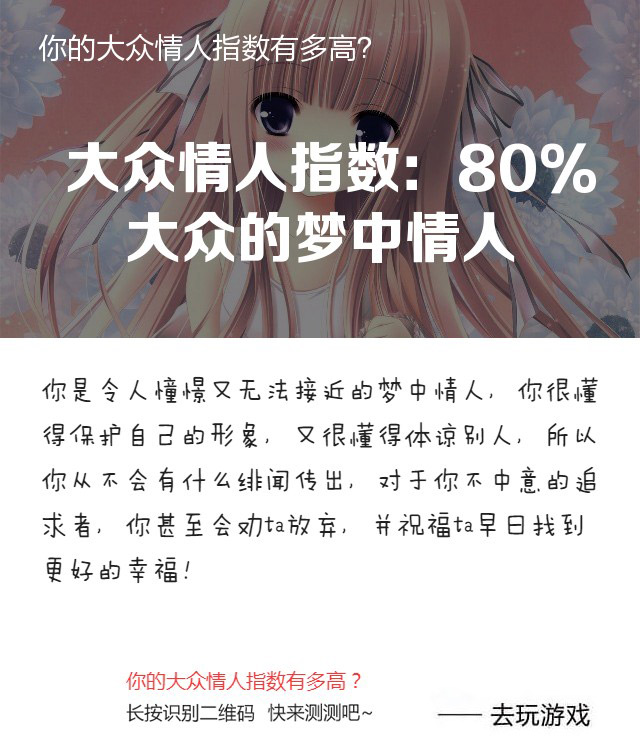 你的大众情人指数有多高?
大众情人指数：80%
大众的梦中情人
你是令人憧憬又无法接近的梦中情人，你很懂
得保护自己的形象，又很懂得体谅别人，所以
你从不会有什么绯闻传出，对于你不中意的追
求者，你甚至会劝ta放弃，并祝福ta早日找到
更好的幸福！
你的大众情人指数有多高？
长按识别二维码 快来测测吧~
—— 去玩游戏